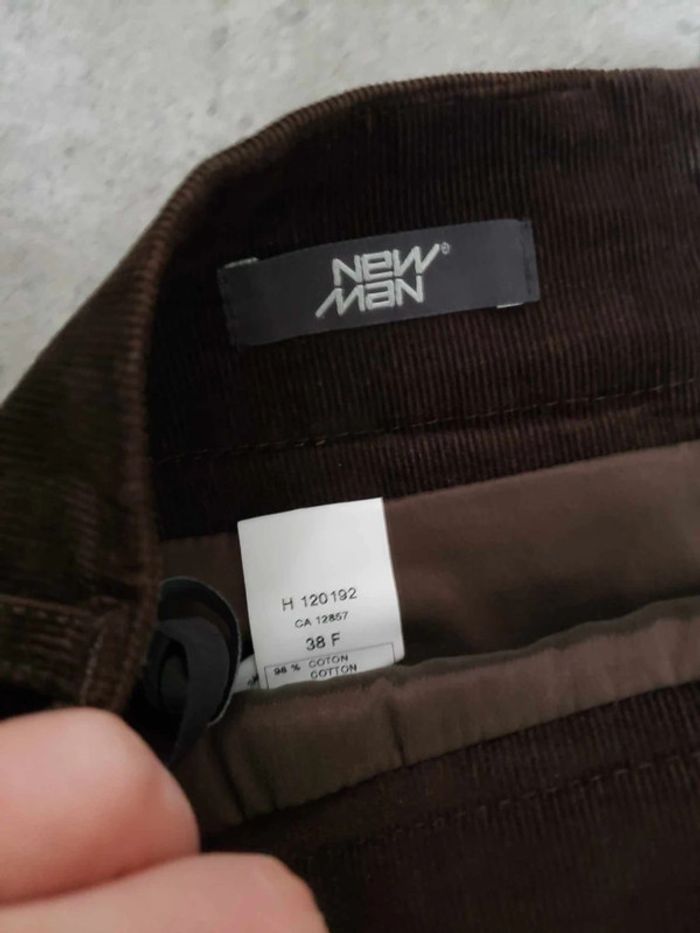 NEW
MAN
®
H 120192
CA 12857
38 F
98 % COTON
COTTON